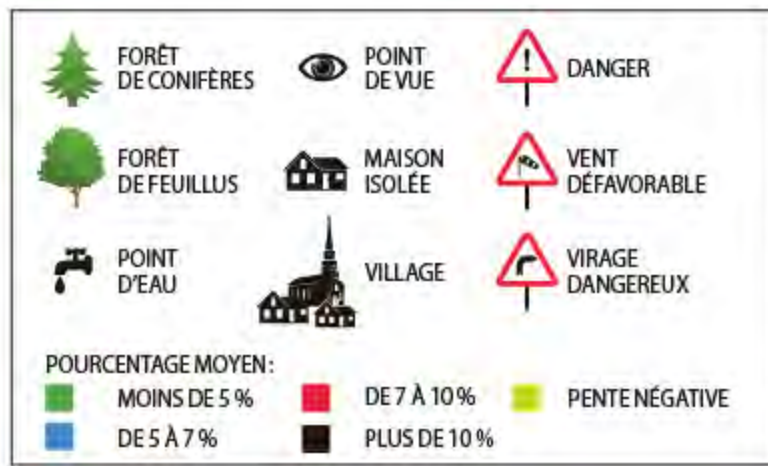 FORÊT
DE CONIFÈRES
POINT
DE VUE
!
DANGER
FORÊT
DE FEUILLUS
MAISON
ISOLÉE
VENT
DÉFAVORABLE
POINT
D'EAU
VILLAGE
VIRAGE
DANGEREUX
POURCENTAGE MOYEN :
MOINS DE 5 %
DE 7 À 10 %
PENTE NÉGATIVE
DE 5 À 7 %
PLUS DE 10 %